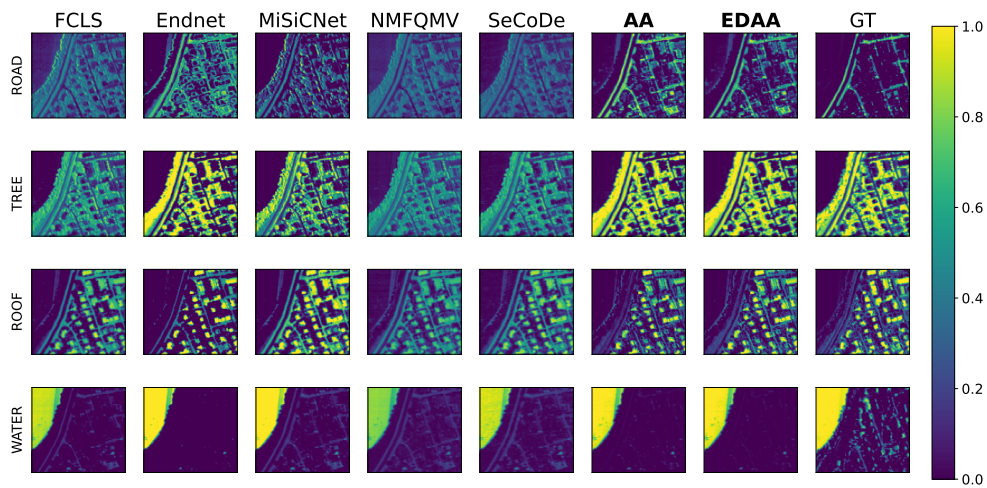 FCLS Endnet MiSiCNet NMFQMV SeCoDe AA EDAA GT
ROAD
TREE
ROOF
WATER
1.0
0.8
0.6
0.4
0.2
0.0